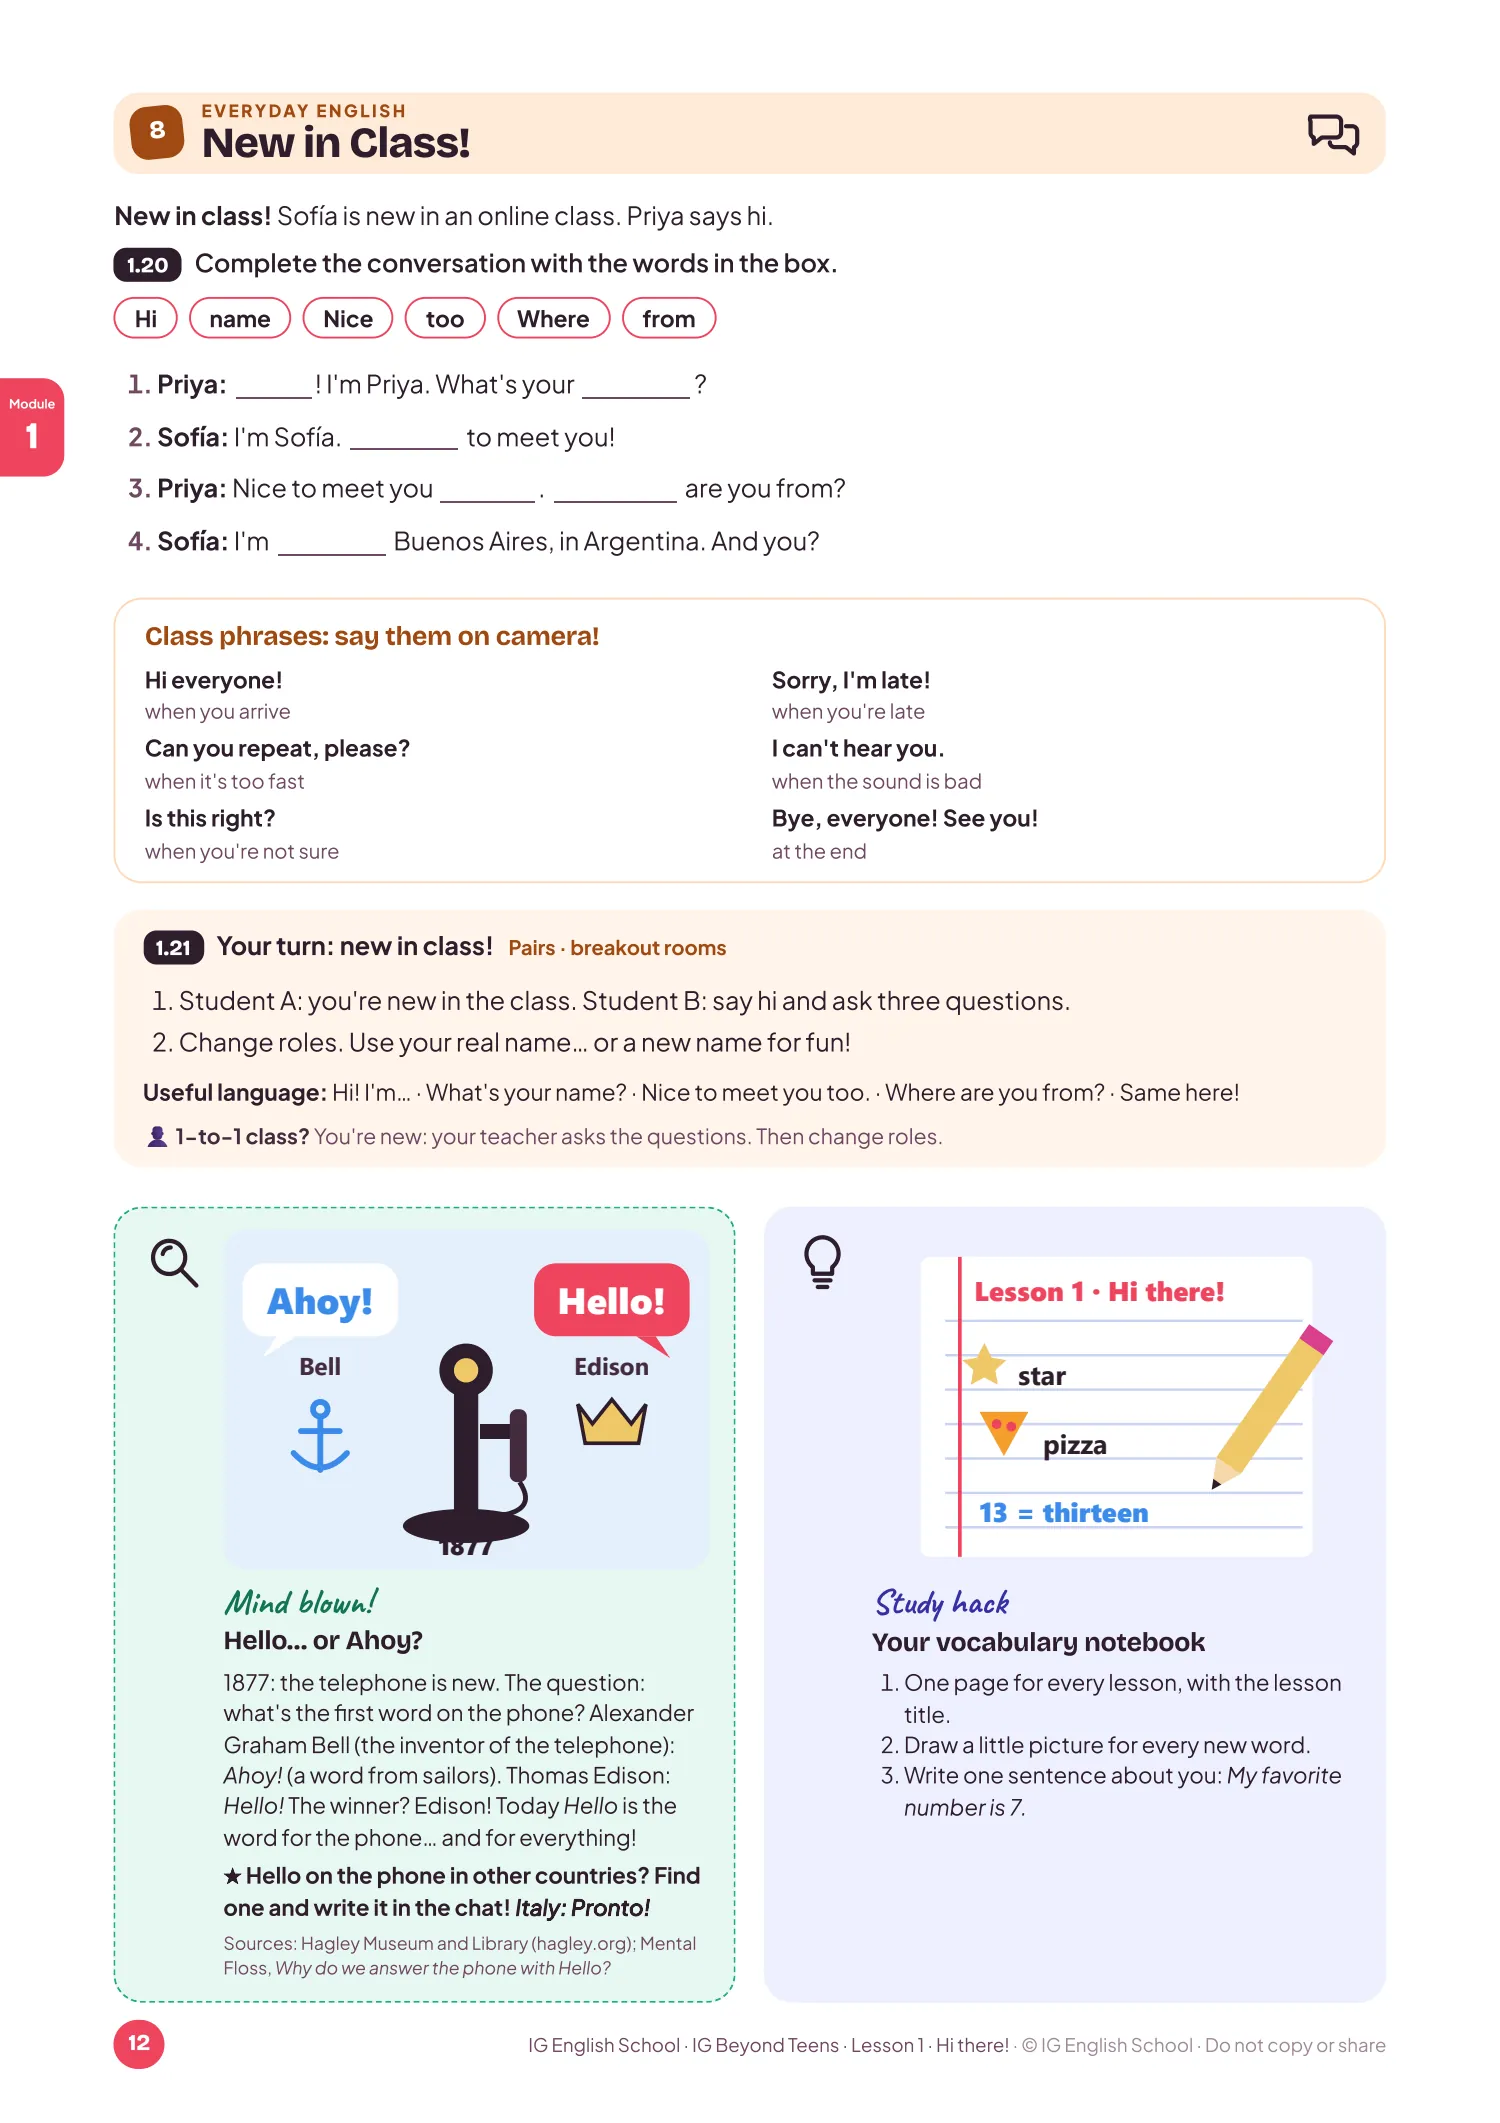 8
EVERYDAY ENGLISH
New in Class!
New in class! Sofía is new in an online class. Priya says hi.
1.20 Complete the conversation with the words in the box.
Hi name Nice too Where from
1. Priya: ______! I'm Priya. What's your ________?
2. Sofía: I'm Sofía. ________ to meet you!
3. Priya: Nice to meet you _______. _________ are you from?
4. Sofía: I'm ________ Buenos Aires, in Argentina. And you?
Module
1
Class phrases: say them on camera!
Hi everyone!
when you arrive
Sorry, I'm late!
when you're late
Can you repeat, please?
when it's too fast
I can't hear you.
when the sound is bad
Is this right?
when you're not sure
Bye, everyone! See you!
at the end
1.21 Your turn: new in class! Pairs · breakout rooms
1. Student A: you're new in the class. Student B: say hi and ask three questions.
2. Change roles. Use your real name... or a new name for fun!
Useful language: Hi! I'm... · What's your name? · Nice to meet you too. · Where are you from? · Same here!
1-to-1 class? You're new: your teacher asks the questions. Then change roles.
Ahoy!
Hello!
Bell
Edison
1877
Mind blown!
Hello... or Ahoy?
1877: the telephone is new. The question:
what's the first word on the phone? Alexander
Graham Bell (the inventor of the telephone):
Ahoy! (a word from sailors). Thomas Edison:
Hello! The winner? Edison! Today Hello is the
word for the phone... and for everything!
★ Hello on the phone in other countries? Find
one and write it in the chat! Italy: Pronto!
Sources: Hagley Museum and Library (hagley.org); Mental
Floss, Why do we answer the phone with Hello?
Lesson 1 · Hi there!
star
pizza
13 = thirteen
Study hack
Your vocabulary notebook
1. One page for every lesson, with the lesson
title.
2. Draw a little picture for every new word.
3. Write one sentence about you: My favorite
number is 7.
12
IG English School · IG Beyond Teens · Lesson 1 · Hi there! · © IG English School · Do not copy or share